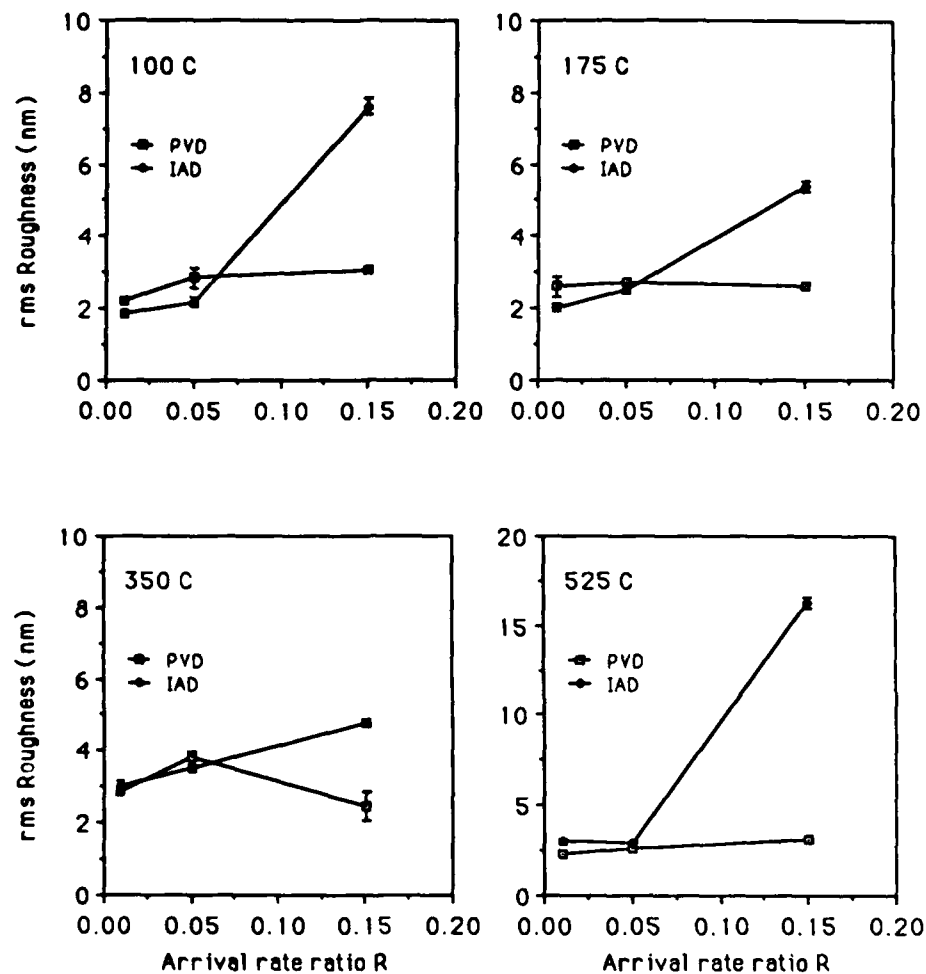 10
8
6
4
2
0
rms Roughness (nm)
100 C
PVD
IAD
0.00 0.05 0.10 0.15 0.20
10
8
6
4
2
0
175 C
PVD
IAD
0.00 0.05 0.10 0.15 0.20
10
8
6
4
2
0
rms Roughness (nm)
350 C
PVD
IAD
0.00 0.05 0.10 0.15 0.20
Arrival rate ratio R
20
15
10
5
0
525 C
PVD
IAD
0.00 0.05 0.10 0.15 0.20
Arrival rate ratio R